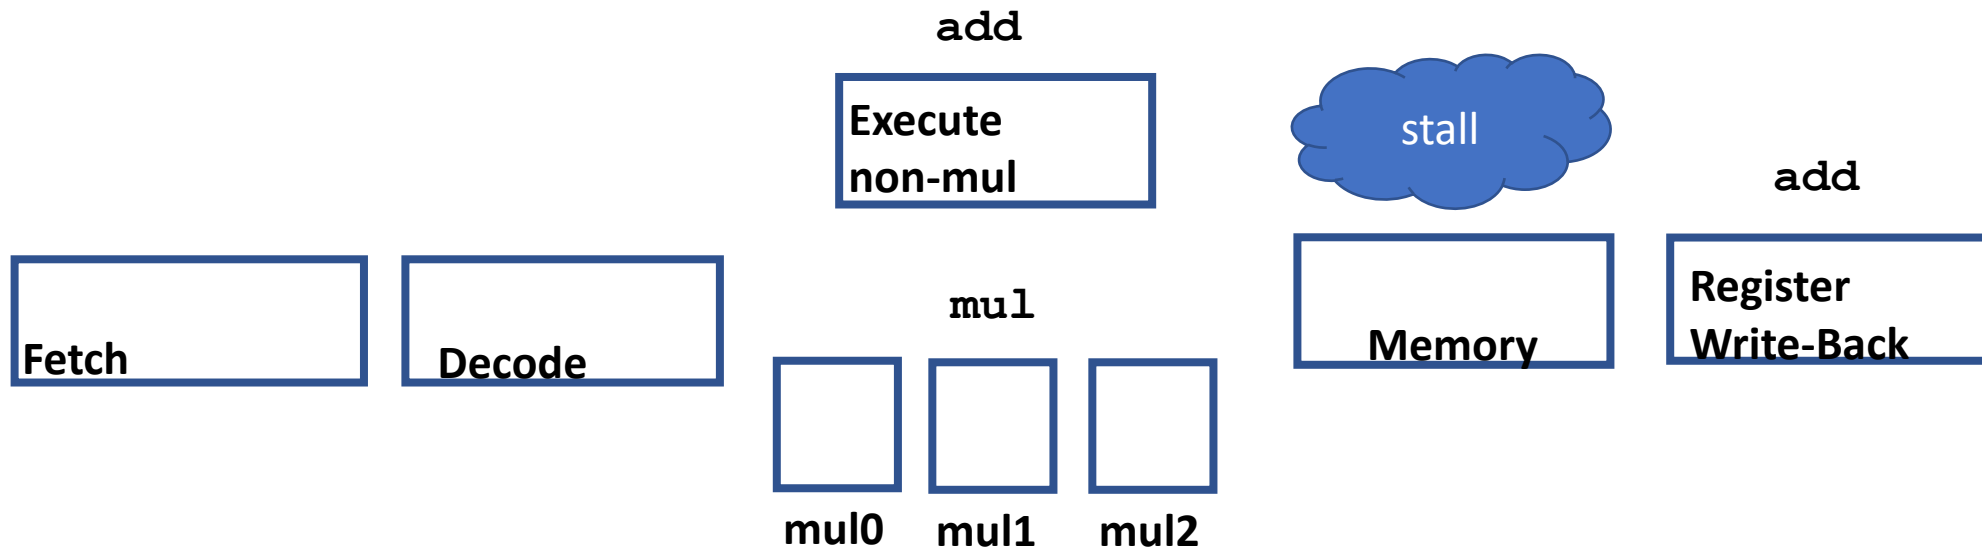 add
Execute
non-mul
stall
add
Fetch
Decode
mul
Memory
Register
Write-Back
mul0
mul1
mul2